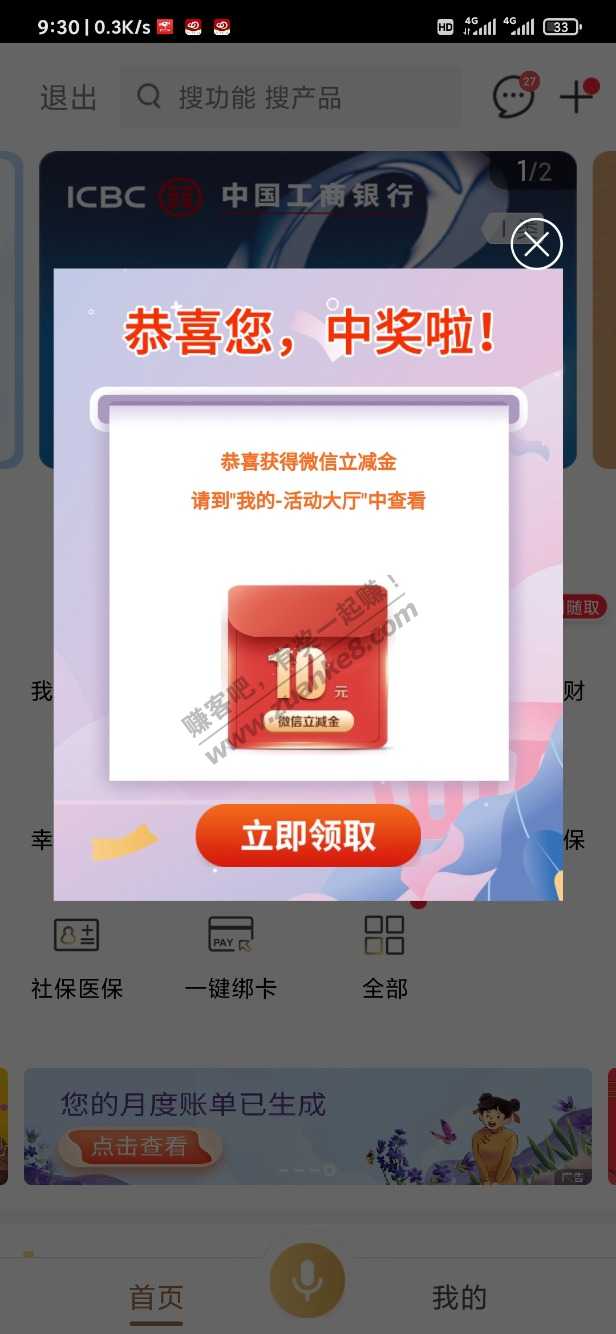 9:30 | 0.3K/s HD 4G 4G 33
退出 搜功能 搜产品 27
ICBC 中国工商银行 1/2
恭喜您，中奖啦！
恭喜获得微信立减金
请到"我的-活动大厅"中查看
随取
10元
微信立减金
赚客吧，有奖一起赚！
www.zuanke8.com
我 财
立即领取
幸 保
PAY
社保医保 一键绑卡 全部
您的月度账单已生成
点击查看
广告
首页 我的